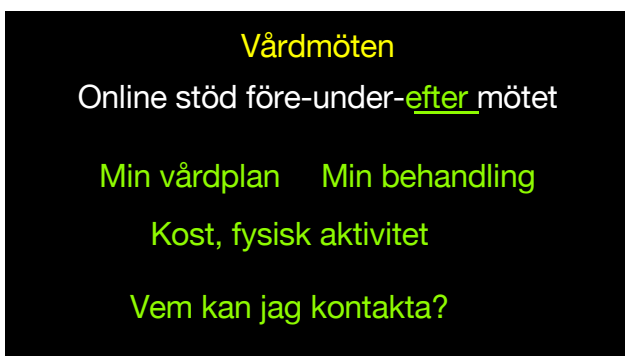 Vårdmöten
Online stöd före-under-efter mötet
Min vårdplan Min behandling
Kost, fysisk aktivitet
Vem kan jag kontakta?